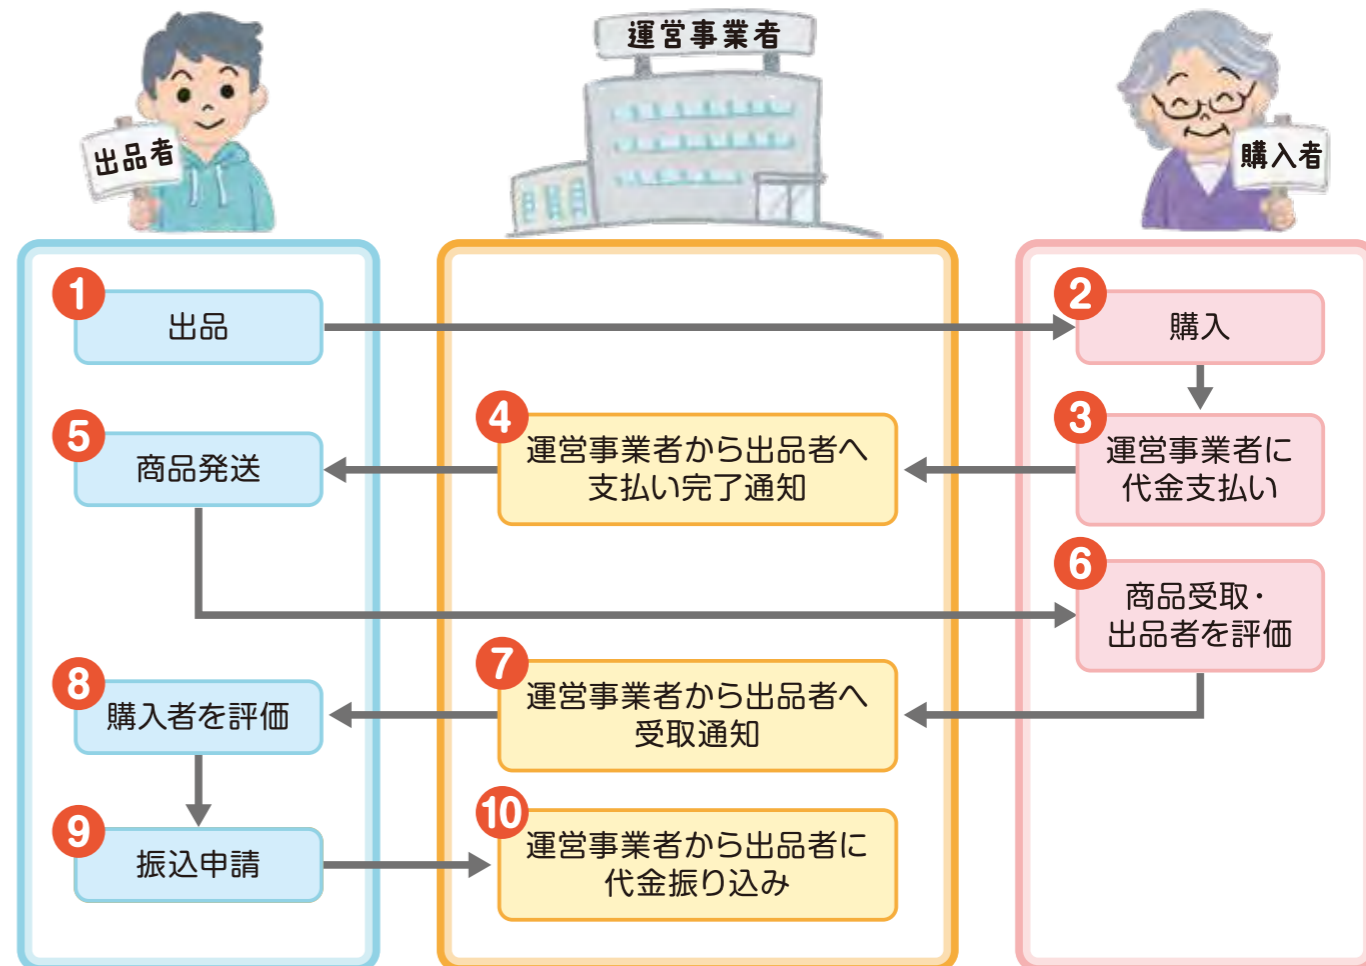 出品者
運営事業者
購入者
1
出品
2
購入
3
運営事業者に
代金支払い
4
運営事業者から出品者へ
支払い完了通知
5
商品発送
6
商品受取・
出品者を評価
7
運営事業者から出品者へ
受取通知
8
購入者を評価
9
振込申請
10
運営事業者から出品者に
代金振り込み